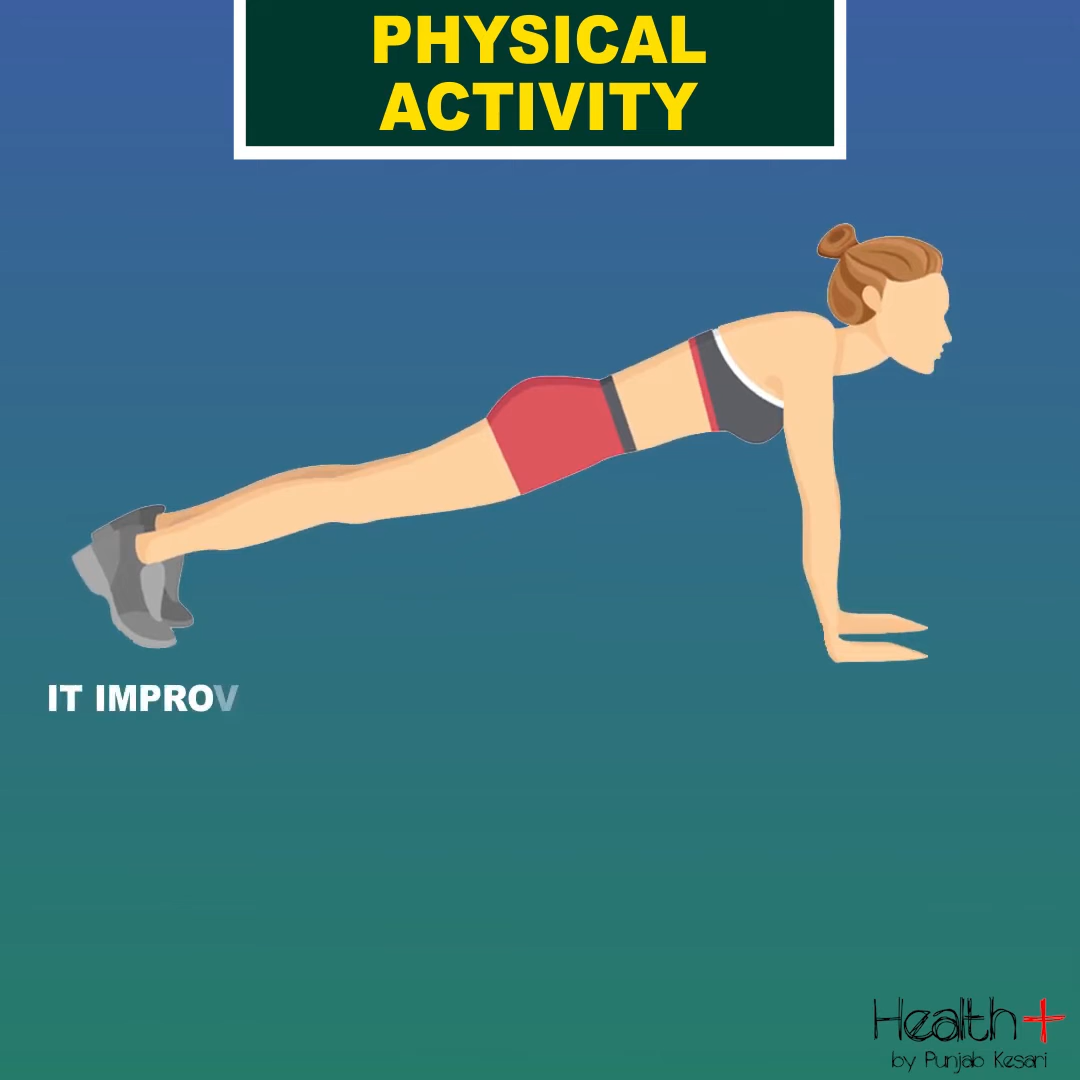 PHYSICAL
ACTIVITY
IT IMPROV
Health+
by Punjab Kesari